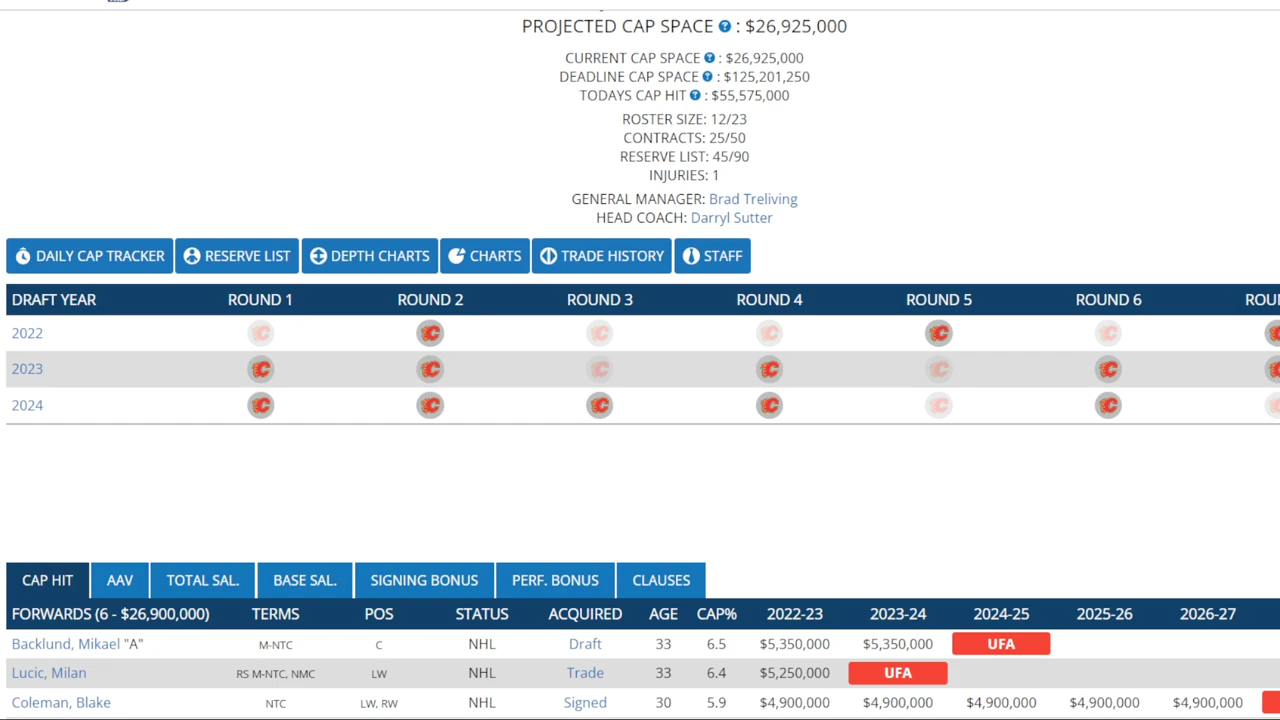 PROJECTED CAP SPACE ? : $26,925,000
CURRENT CAP SPACE ? : $26,925,000
DEADLINE CAP SPACE ? : $125,201,250
TODAYS CAP HIT ? : $55,575,000
ROSTER SIZE: 12/23
CONTRACTS: 25/50
RESERVE LIST: 45/90
INJURIES: 1
GENERAL MANAGER: Brad Treliving
HEAD COACH: Darryl Sutter
DAILY CAP TRACKER RESERVE LIST DEPTH CHARTS CHARTS TRADE HISTORY STAFF
DRAFT YEAR ROUND 1 ROUND 2 ROUND 3 ROUND 4 ROUND 5 ROUND 6 ROU
2022
2023
2024
CAP HIT AAV TOTAL SAL. BASE SAL. SIGNING BONUS PERF. BONUS CLAUSES
FORWARDS (6 - $26,900,000) TERMS POS STATUS ACQUIRED AGE CAP% 2022-23 2023-24 2024-25 2025-26 2026-27
Backlund, Mikael "A" M-NTC C NHL Draft 33 6.5 $5,350,000 $5,350,000 UFA
Lucic, Milan RS M-NTC, NMC LW NHL Trade 33 6.4 $5,250,000 UFA
Coleman, Blake NTC LW, RW NHL Signed 30 5.9 $4,900,000 $4,900,000 $4,900,000 $4,900,000 $4,900,000